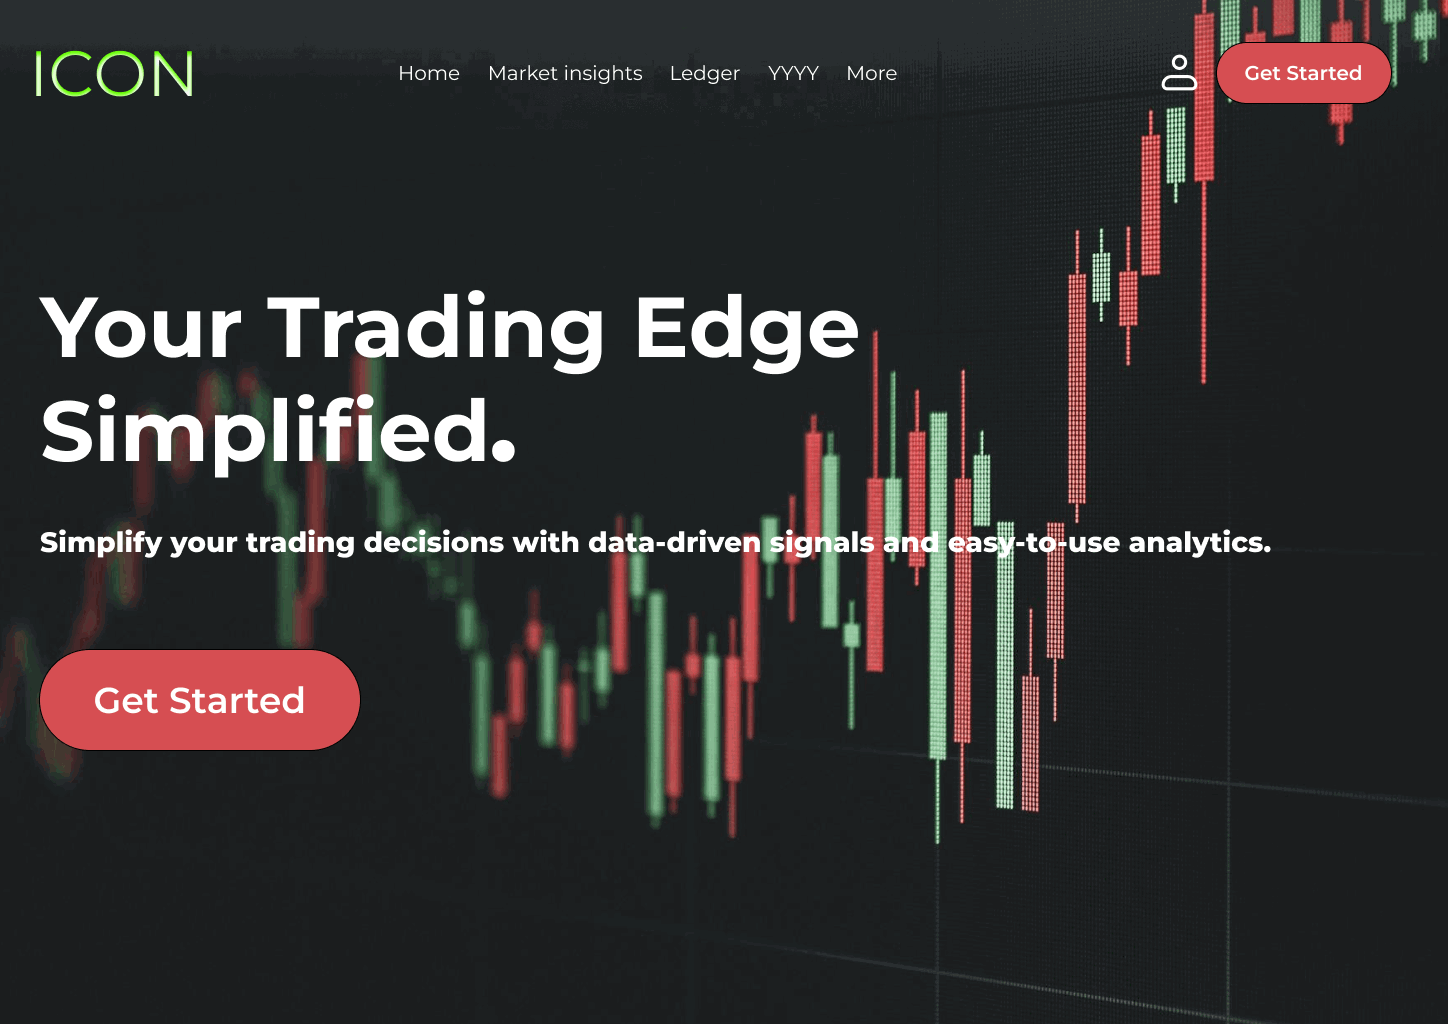 ICON
Home Market insights Ledger YYYY More
Get Started
Your Trading Edge
Simplified.
Simplify your trading decisions with data-driven signals and easy-to-use analytics.
Get Started